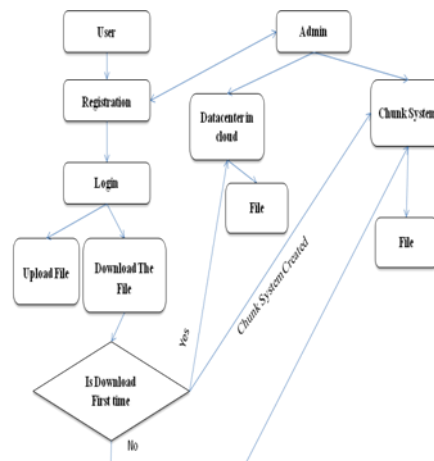 User
Admin
Registration
Datacenter in
cloud
Chunk System
Login
File
File
Upload File
Download The
File
Yes
Chunk System Created
Is Download
First time
No